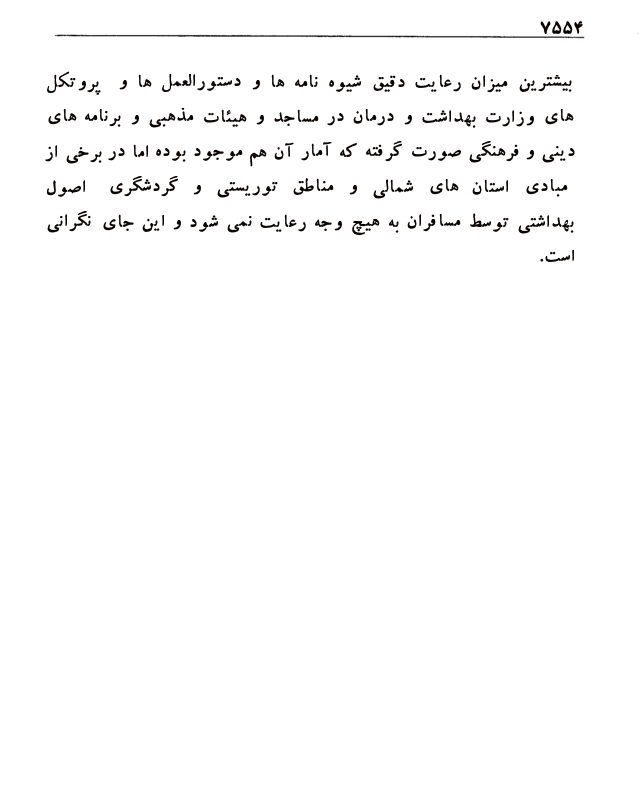 ۷۵۵۴
بیشترین میزان رعایت دقیق شیوه نامه ها و دستورالعمل ها و پروتکل
های وزارت بهداشت و درمان در مساجد و هیئات مذهبی و برنامه های
دینی و فرهنگی صورت گرفته که آمار آن هم موجود بوده اما در برخی از
مبادی استان های شمالی و مناطق توریستی و گردشگری اصول
بهداشتی توسط مسافران به هیچ وجه رعایت نمی شود و این جای نگرانی
است.